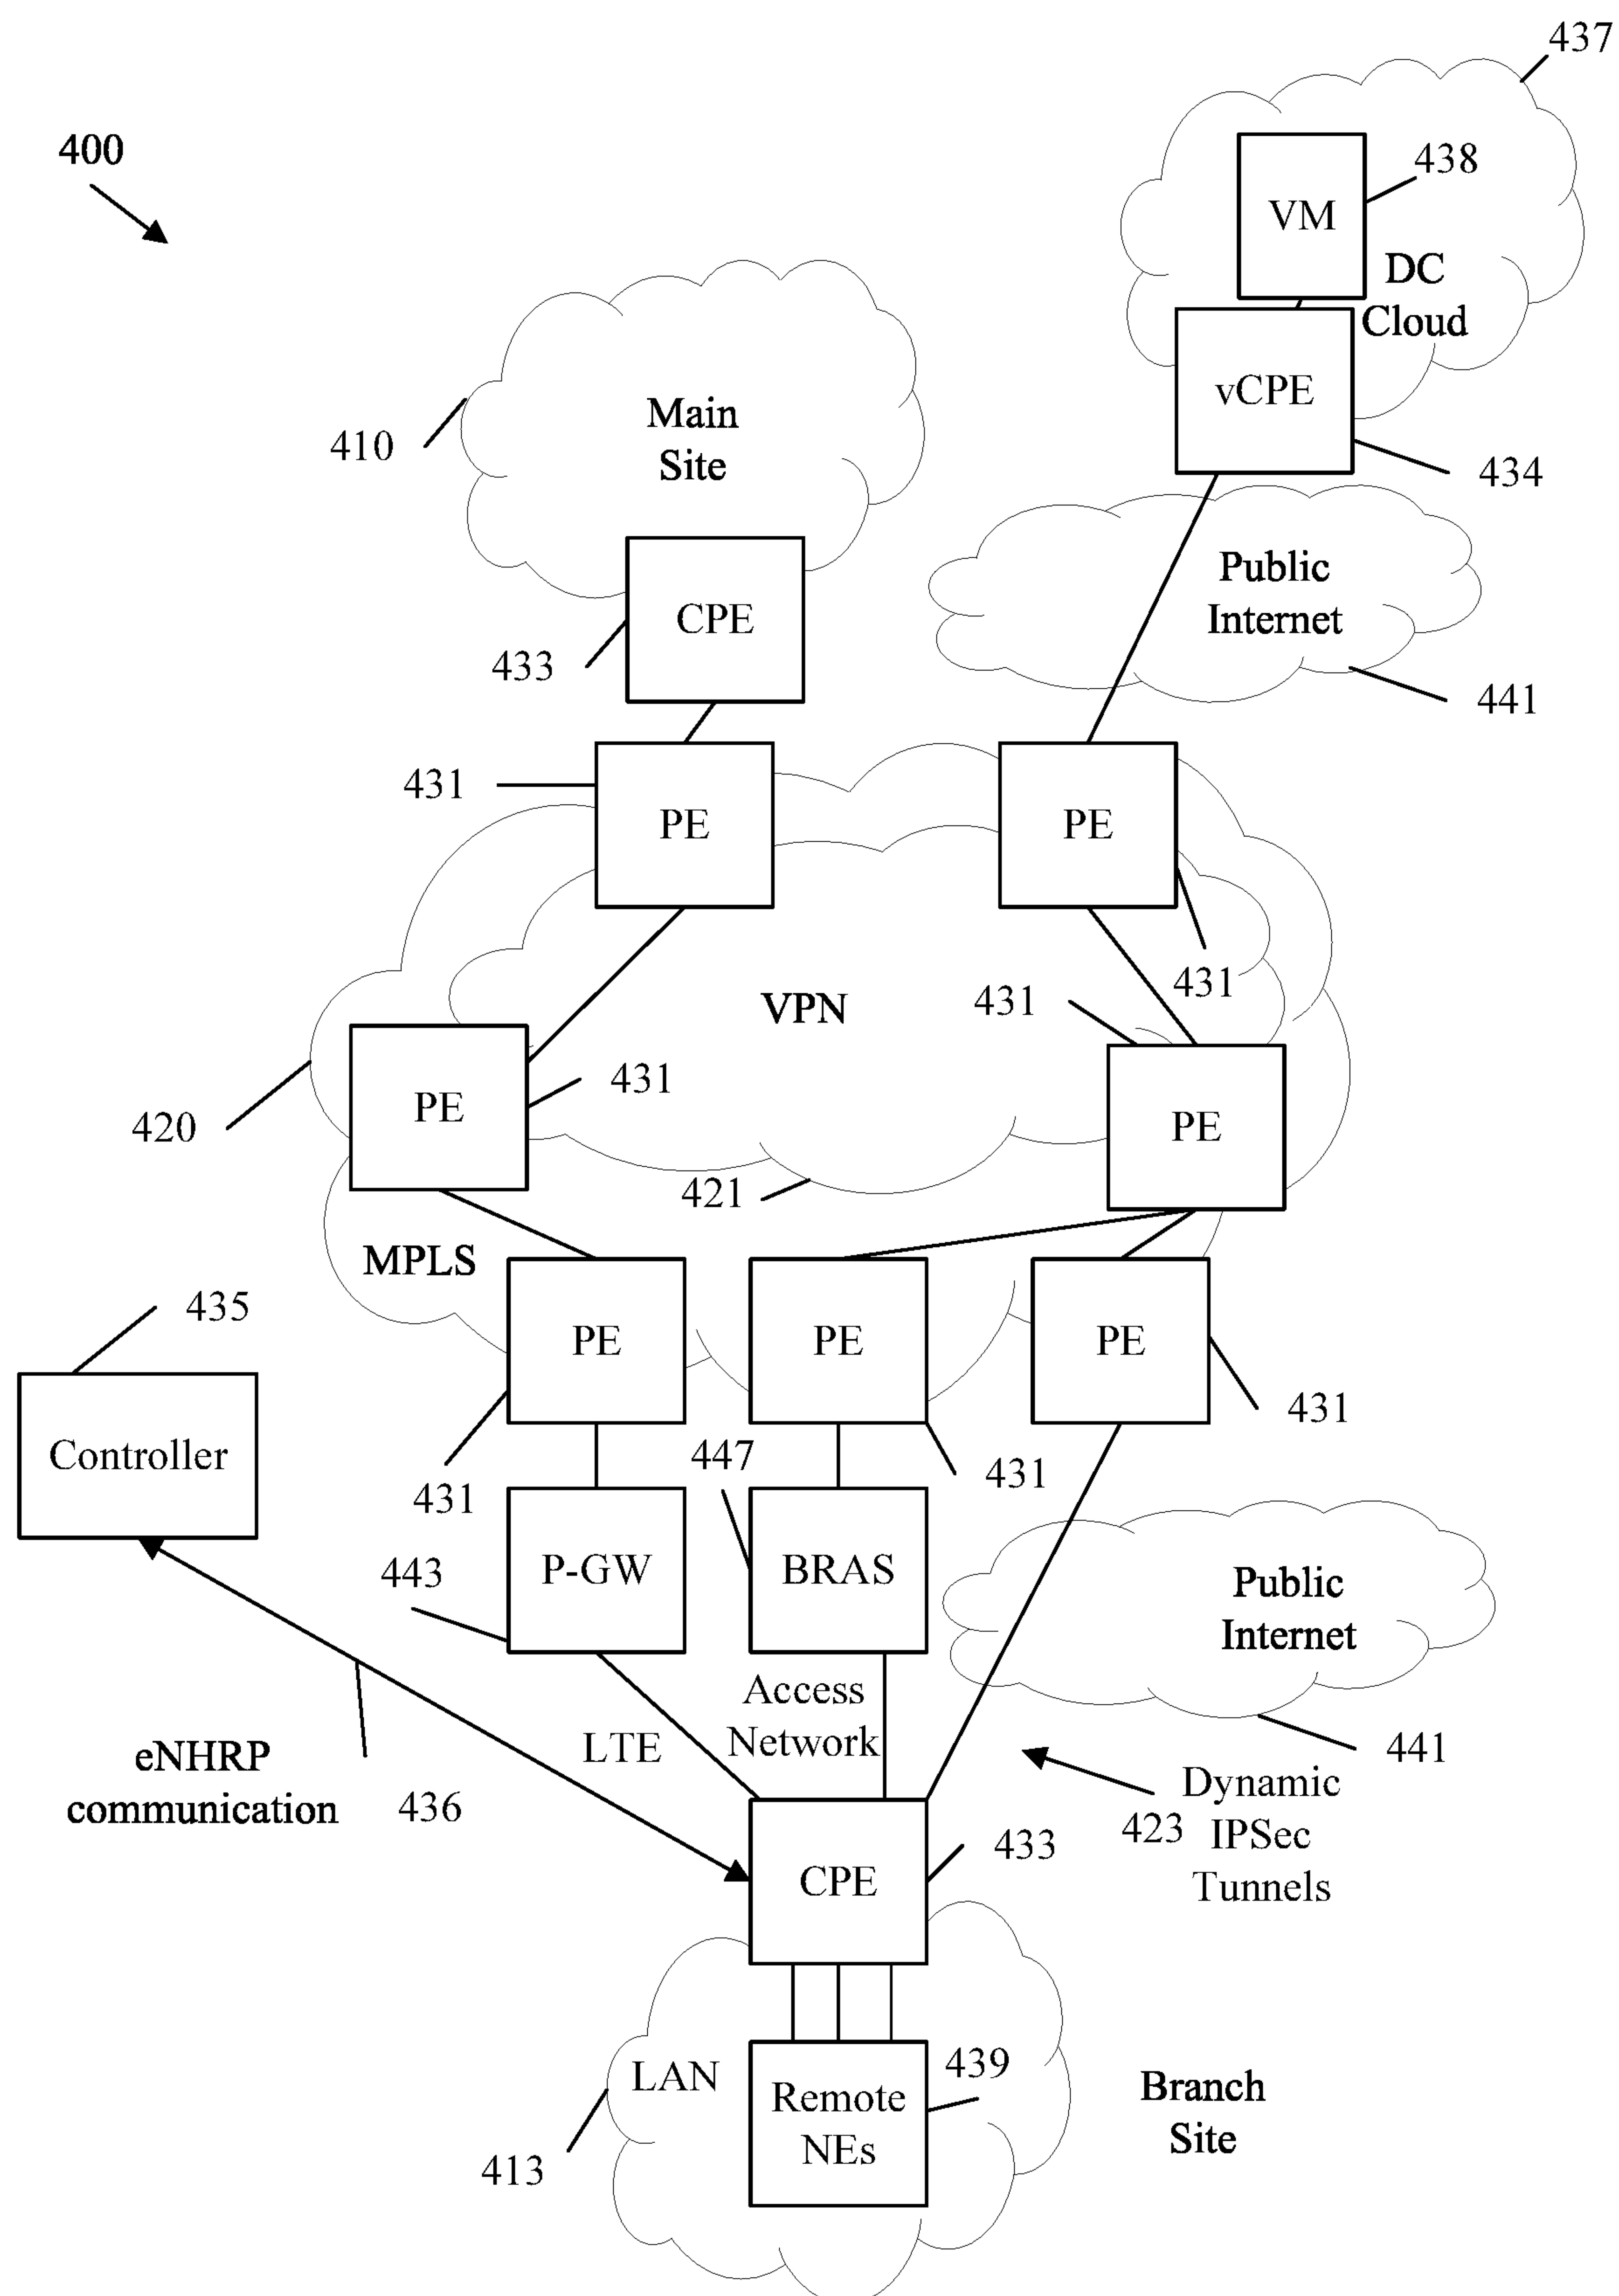 437
400
438
VM
DC
Cloud
vCPE
Main
Site
410
434
Public
Internet
CPE
433
441
431
PE
PE
431
VPN
431
431
PE
PE
420
421
MPLS
435
PE
PE
PE
431
Controller
447
431
431
443
P-GW
BRAS
Public
Internet
Access
Network
LTE
eNHRP
communication
436
441
Dynamic
IPSec
Tunnels
423
433
CPE
LAN
439
Remote
NEs
Branch
Site
413